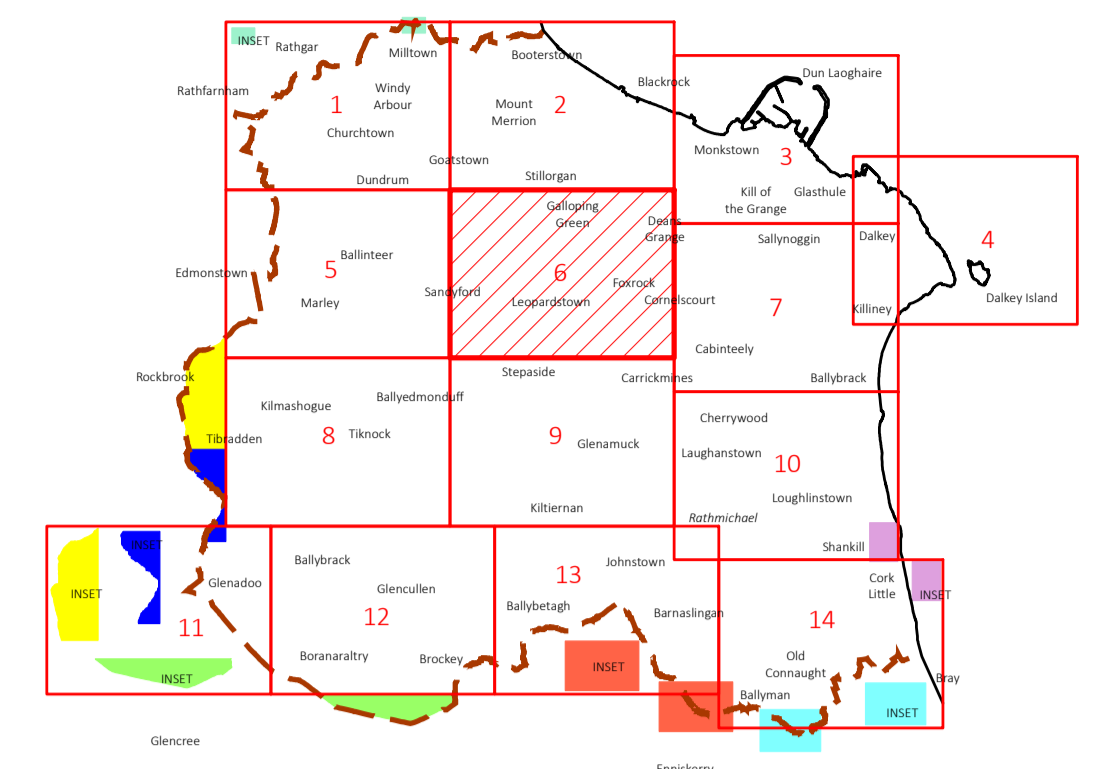 INSET
Rathgar
Milltown
Booterstown
Blackrock
Dun Laoghaire
Rathfarnham
Windy
Arbour
1
Mount
Merrion
2
Churchtown
Goatstown
Monkstown
3
Dundrum
Stillorgan
Kill of
the Grange
Glasthule
Galloping
Green
Deans
Grange
Sallynoggin
Dalkey
4
Ballinteer
Edmonstown
5
6
Sandyford
Marley
Leopardstown
Foxrock
Cornelscourt
7
Killiney
Dalkey Island
Cabinteely
Rockbrook
Stepaside
Carrickmines
Ballybrack
Kilmashogue
Ballyedmonduff
Cherrywood
Tibradden
8
Tiknock
9
Glenamuck
Laughanstown
10
Loughlinstown
Kiltiernan
Rathmichael
INSET
Shankill
Ballybrack
Johnstown
13
Glenadoo
Glencullen
Cork
Little
INSET
INSET
11
12
Ballybetagh
Barnaslingan
14
Boranaraltry
Brockey
INSET
Old
Connaught
INSET
Ballyman
Bray
INSET
Glencree
Enniskerry